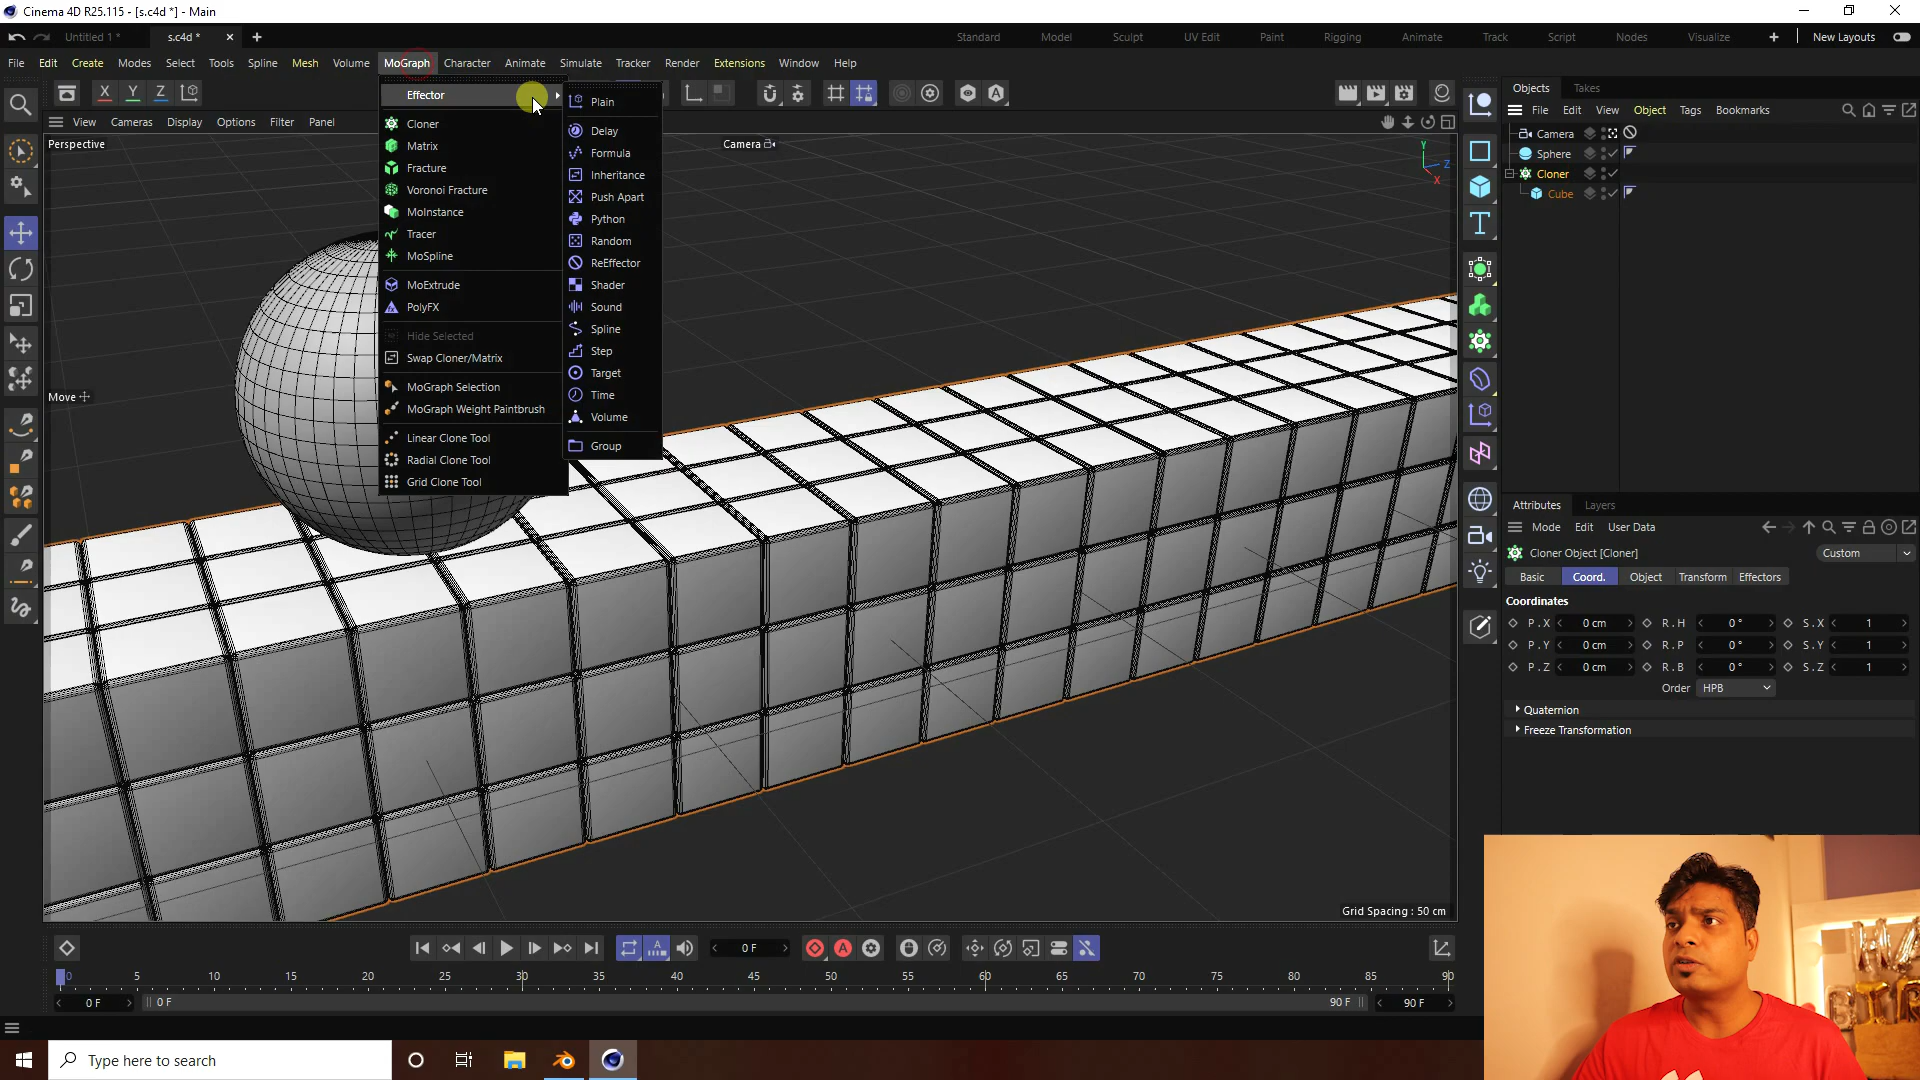 Cinema 4D R25.115 - [s.c4d *] - Main
Untitled 1 *
s.c4d *
Standard
Model
Sculpt
UV Edit
Paint
Rigging
Animate
Track
Script
Nodes
Visualize
New Layouts
File
Edit
Create
Modes
Select
Tools
Spline
Mesh
Volume
MoGraph
Character
Animate
Simulate
Tracker
Render
Extensions
Window
Help
X Y Z
View
Cameras
Display
Options
Filter
Panel
Perspective
Camera
Y
Z
X
Move
Effector
Cloner
Matrix
Fracture
Voronoi Fracture
MoInstance
Tracer
MoSpline
MoExtrude
PolyFX
Hide Selected
Swap Cloner/Matrix
MoGraph Selection
MoGraph Weight Paintbrush
Linear Clone Tool
Radial Clone Tool
Grid Clone Tool
Plain
Delay
Formula
Inheritance
Push Apart
Python
Random
ReEffector
Shader
Sound
Spline
Step
Target
Time
Volume
Group
Grid Spacing : 50 cm
Objects
Takes
File
Edit
View
Object
Tags
Bookmarks
Camera
Sphere
Cloner
Cube
Attributes
Layers
Mode
Edit
User Data
Cloner Object [Cloner]
Custom
Basic
Coord.
Object
Transform
Effectors
Coordinates
P . X 0 cm R . H 0 ° S . X 1
P . Y 0 cm R . P 0 ° S . Y 1
P . Z 0 cm R . B 0 ° S . Z 1
Order HPB
Quaternion
Freeze Transformation
0 F
0 5 10 15 20 25 30 35 40 45 50 55 60 65 70 75 80 85 90
0 F
0 F
90 F
90 F
Type here to search